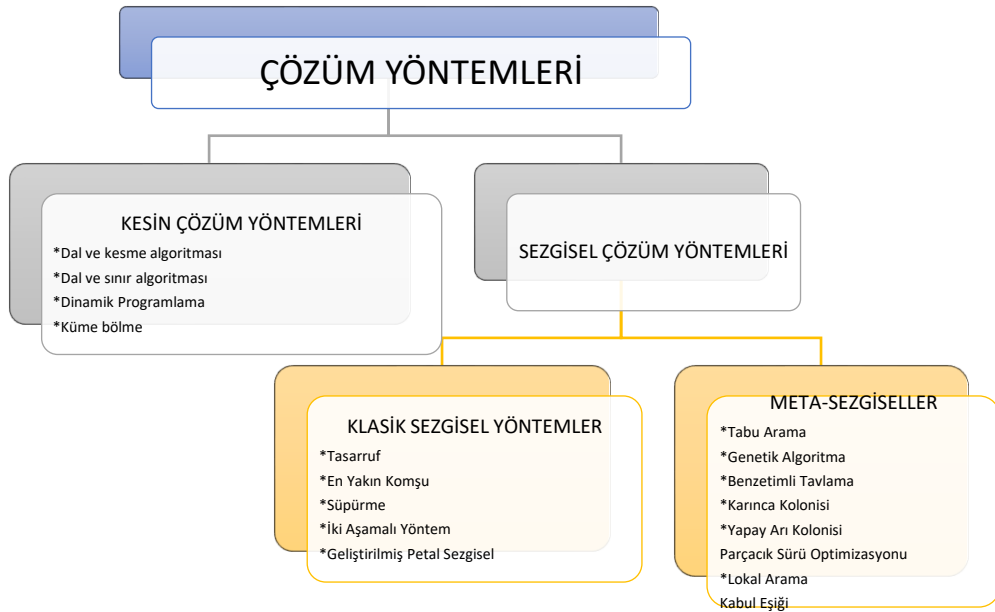 ÇÖZÜM YÖNTEMLERİ
KESİN ÇÖZÜM YÖNTEMLERİ
*Dal ve kesme algoritması
*Dal ve sınır algoritması
*Dinamik Programlama
*Küme bölme
SEZGİSEL ÇÖZÜM YÖNTEMLERİ
KLASİK SEZGİSEL YÖNTEMLER
*Tasarruf
*En Yakın Komşu
*Süpürme
*İki Aşamalı Yöntem
*Geliştirilmiş Petal Sezgisel
META-SEZGİSELLER
*Tabu Arama
*Genetik Algoritma
*Benzetimli Tavlama
*Karınca Kolonisi
*Yapay Arı Kolonisi
Parçacık Sürü Optimizasyonu
*Lokal Arama
Kabul Eşiği